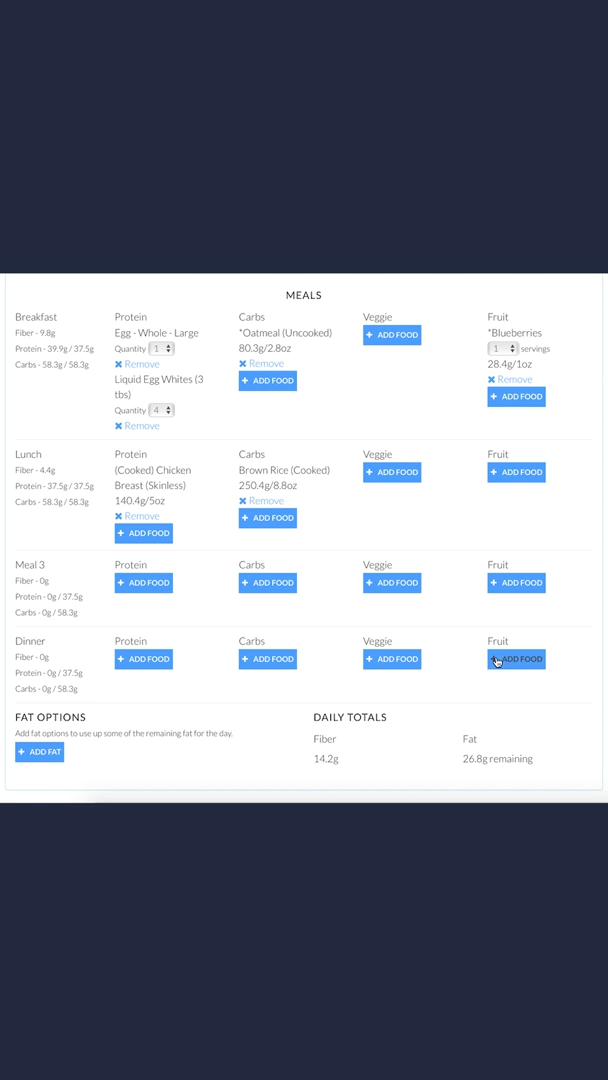 MEALS
Breakfast
Fiber - 9.8g
Protein - 39.9g / 37.5g
Carbs - 58.3g / 58.3g
Protein
Egg - Whole - Large
Quantity 1
✖ Remove
Liquid Egg Whites (3
tbs)
Quantity 4
✖ Remove
Carbs
*Oatmeal (Uncooked)
80.3g/2.8oz
✖ Remove
+ ADD FOOD
Veggie
+ ADD FOOD
Fruit
*Blueberries
1 servings
28.4g/1oz
✖ Remove
+ ADD FOOD
Lunch
Fiber - 4.4g
Protein - 37.5g / 37.5g
Carbs - 58.3g / 58.3g
Protein
(Cooked) Chicken
Breast (Skinless)
140.4g/5oz
✖ Remove
+ ADD FOOD
Carbs
Brown Rice (Cooked)
250.4g/8.8oz
✖ Remove
+ ADD FOOD
Veggie
+ ADD FOOD
Fruit
+ ADD FOOD
Meal 3
Fiber - 0g
Protein - 0g / 37.5g
Carbs - 0g / 58.3g
Protein
+ ADD FOOD
Carbs
+ ADD FOOD
Veggie
+ ADD FOOD
Fruit
+ ADD FOOD
Dinner
Fiber - 0g
Protein - 0g / 37.5g
Carbs - 0g / 58.3g
Protein
+ ADD FOOD
Carbs
+ ADD FOOD
Veggie
+ ADD FOOD
Fruit
+ ADD FOOD
FAT OPTIONS
Add fat options to use up some of the remaining fat for the day.
+ ADD FAT
DAILY TOTALS
Fiber
14.2g
Fat
26.8g remaining